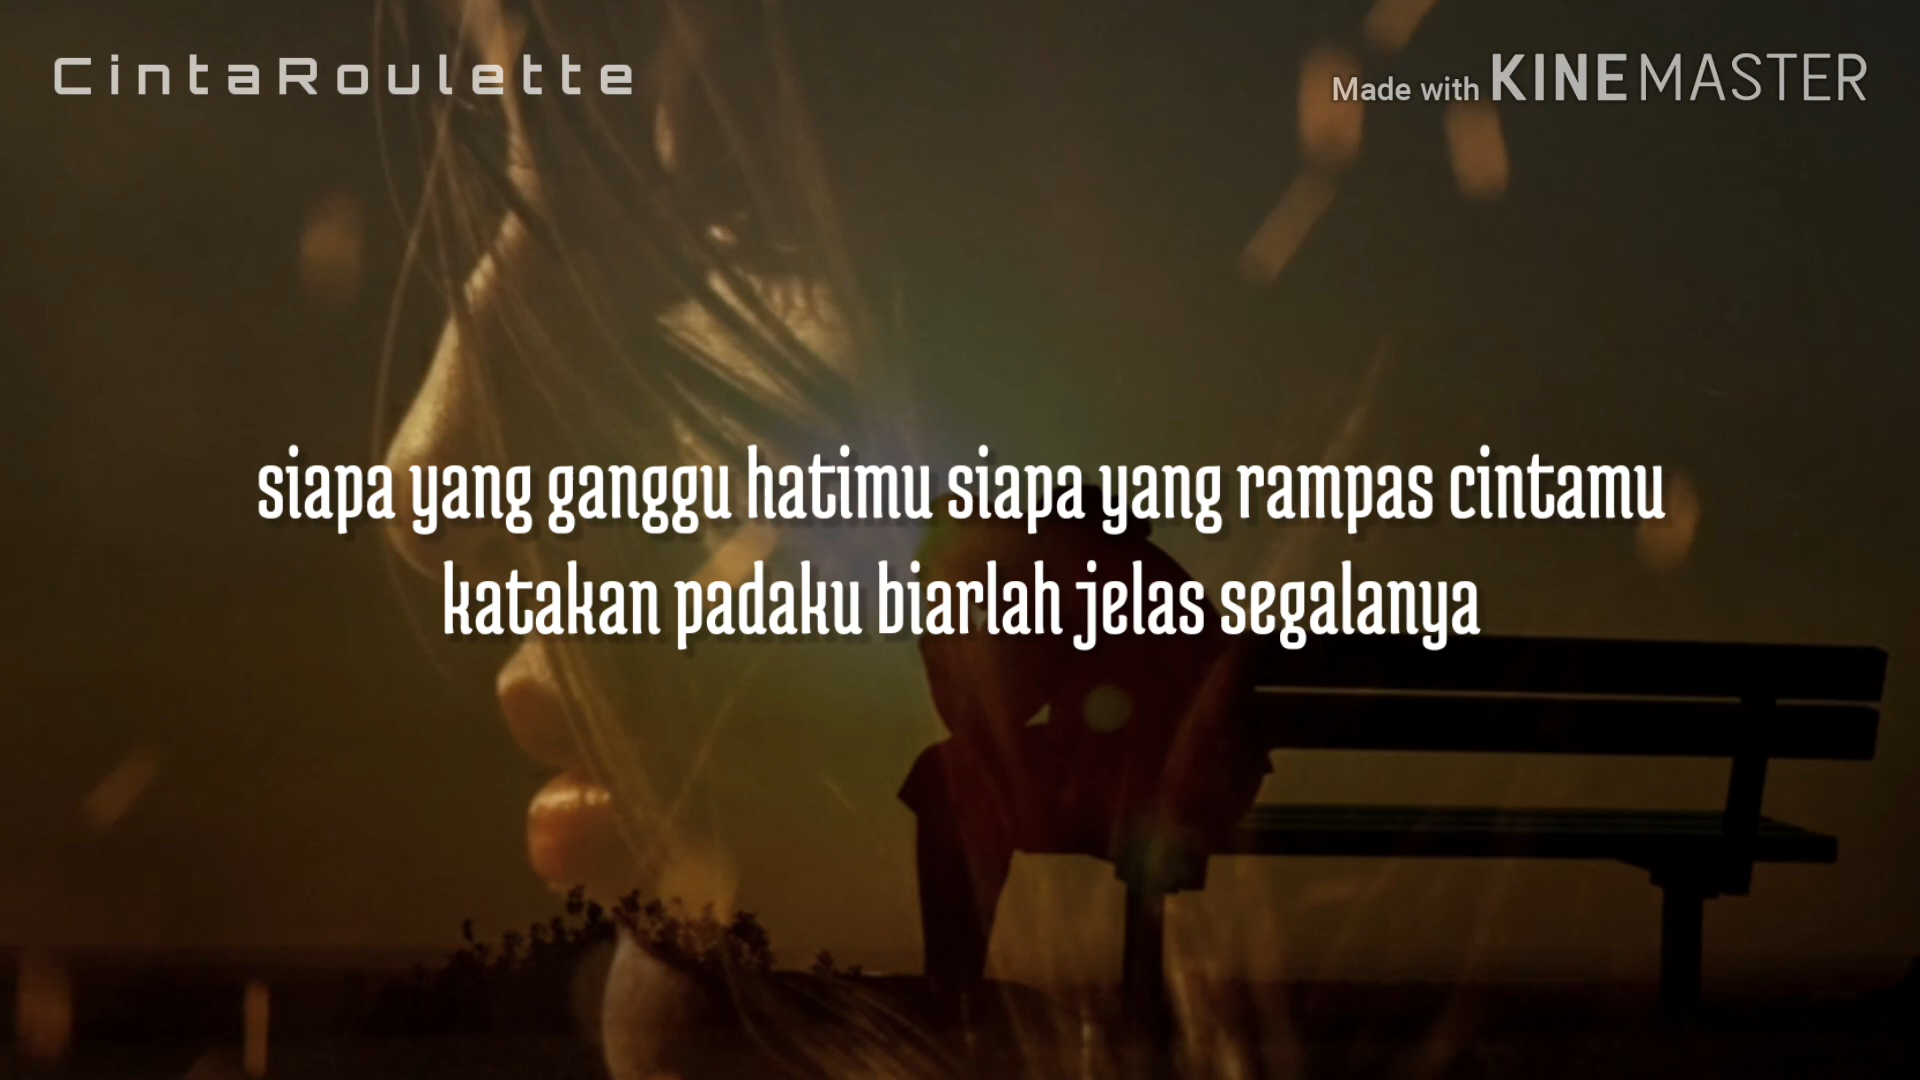 CintaRoulette
Made with KINEMASTER
siapa yang ganggu hatimu siapa yang rampas cintamu
katakan padaku biarlah jelas segalanya